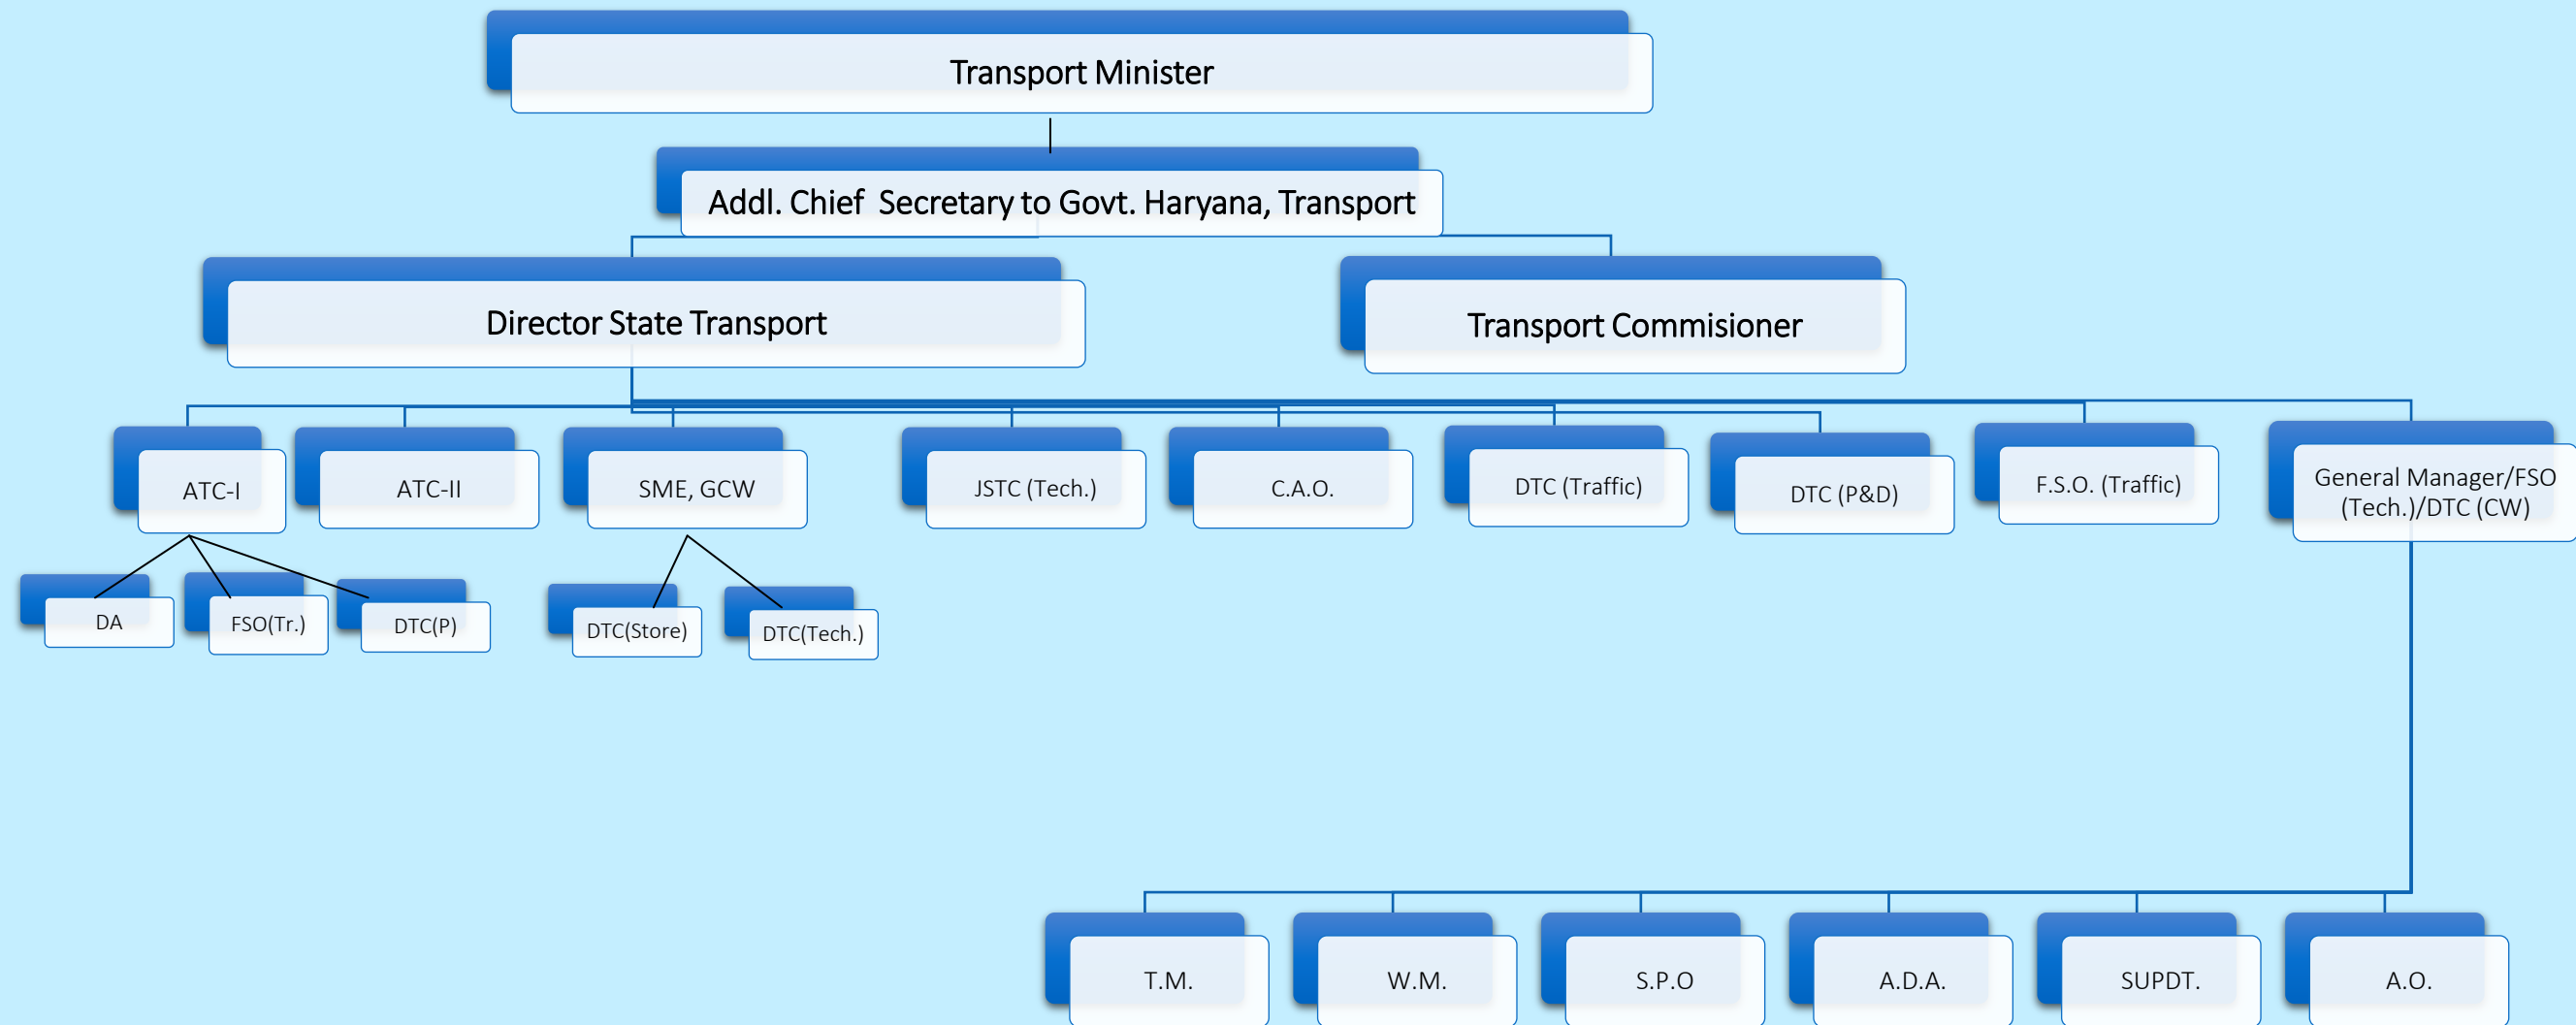 Transport Minister
Addl. Chief Secretary to Govt. Haryana, Transport
Director State Transport
Transport Commisioner
ATC-I
ATC-II
SME, GCW
JSTC (Tech.)
C.A.O.
DTC (Traffic)
DTC (P&D)
F.S.O. (Traffic)
General Manager/FSO
(Tech.)/DTC (CW)
DA
FSO(Tr.)
DTC(P)
DTC(Store)
DTC(Tech.)
T.M.
W.M.
S.P.O
A.D.A.
SUPDT.
A.O.